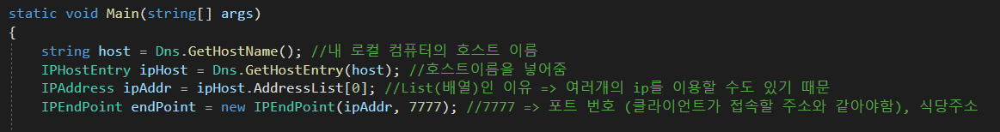 static void Main(string[] args)
{
string host = Dns.GetHostName(); //내 로컬 컴퓨터의 호스트 이름
IPHostEntry ipHost = Dns.GetHostEntry(host); //호스트이름을 넣어줌
IPAddress ipAddr = ipHost.AddressList[0]; //List(배열)인 이유 => 여러개의 ip를 이용할 수도 있기 때문
IPEndPoint endPoint = new IPEndPoint(ipAddr, 7777); //7777 => 포트 번호 (클라이언트가 접속할 주소와 같아야함), 식당주소